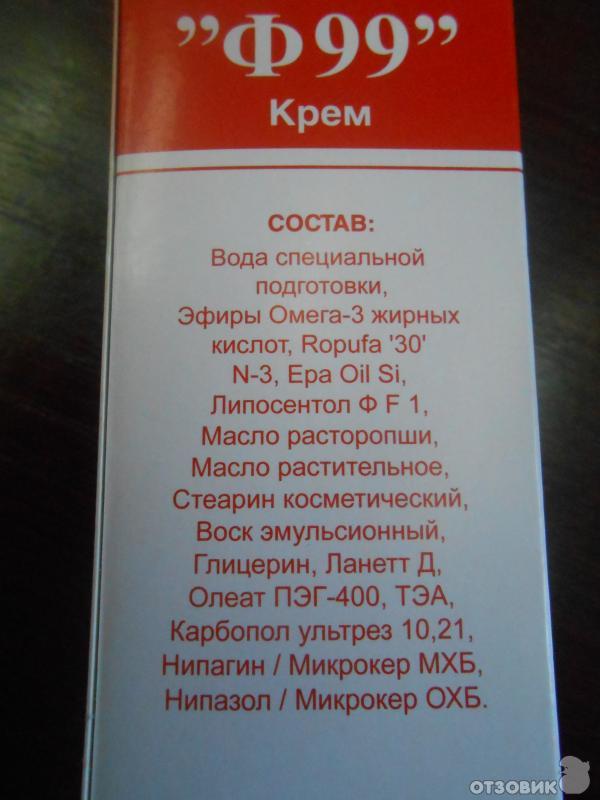 ”Ф99”
Крем
СОСТАВ:
Вода специальной
подготовки,
Эфиры Омега-3 жирных
кислот, Ropufa '30'
N-3, Epa Oil Si,
Липосентол Ф F 1,
Масло расторопши,
Масло растительное,
Стеарин косметический,
Воск эмульсионный,
Глицерин, Ланетт Д,
Олеат ПЭГ-400, ТЭА,
Карбопол ультрез 10,21,
Нипагин / Микрокер МХБ,
Нипазол / Микрокер ОХБ.
ОТЗОВИК